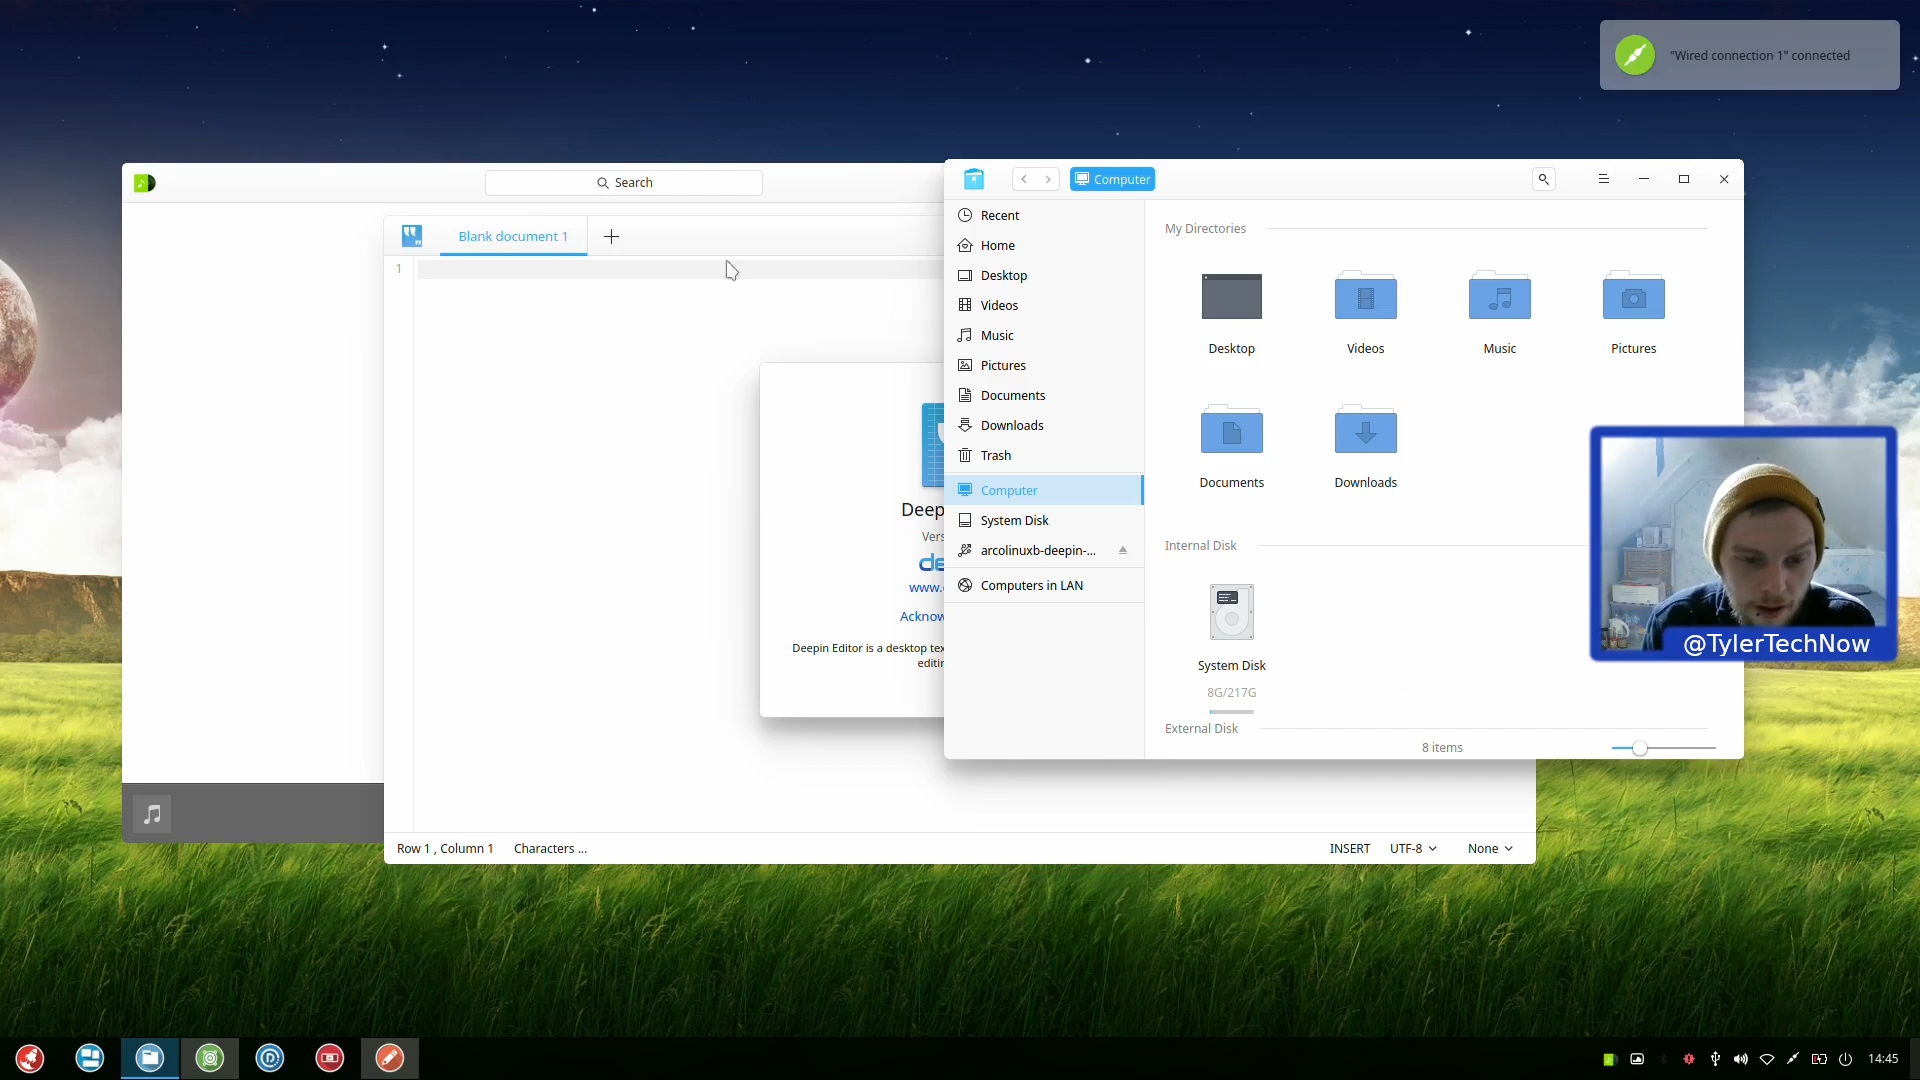 "Wired connection 1" connected
Search
Computer
Blank document 1
1
Recent
Home
Desktop
Videos
Music
Pictures
Documents
Downloads
Trash
Computer
System Disk
arcolinuxb-deepin-...
Computers in LAN
My Directories
Desktop
Videos
Music
Pictures
Documents
Downloads
Internal Disk
System Disk
8G/217G
External Disk
8 items
Deep
Vers
de
www.
Acknow
Deepin Editor is a desktop tex
editin
@TylerTechNow
Row 1 , Column 1
Characters ...
INSERT
UTF-8
None
14:45